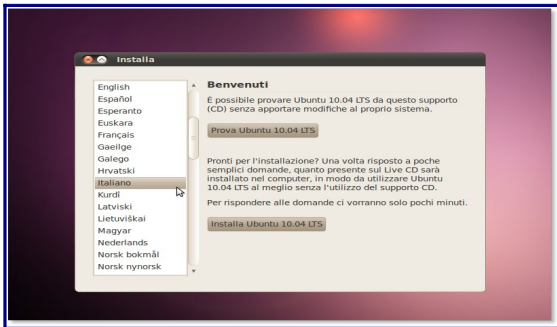 Installa
English
Español
Esperanto
Euskara
Français
Gaeilge
Galego
Hrvatski
Italiano
Kurdî
Latviski
Lietuviškai
Magyar
Nederlands
Norsk bokmål
Norsk nynorsk
Benvenuti
È possibile provare Ubuntu 10.04 LTS da questo supporto
(CD) senza apportare modifiche al proprio sistema.
Prova Ubuntu 10.04 LTS
Pronti per l'installazione? Una volta risposto a poche
semplici domande, quanto presente sul Live CD sarà
installato nel computer, in modo da utilizzare Ubuntu
10.04 LTS al meglio senza l'utilizzo del supporto CD.
Per rispondere alle domande ci vorranno solo pochi minuti.
Installa Ubuntu 10.04 LTS